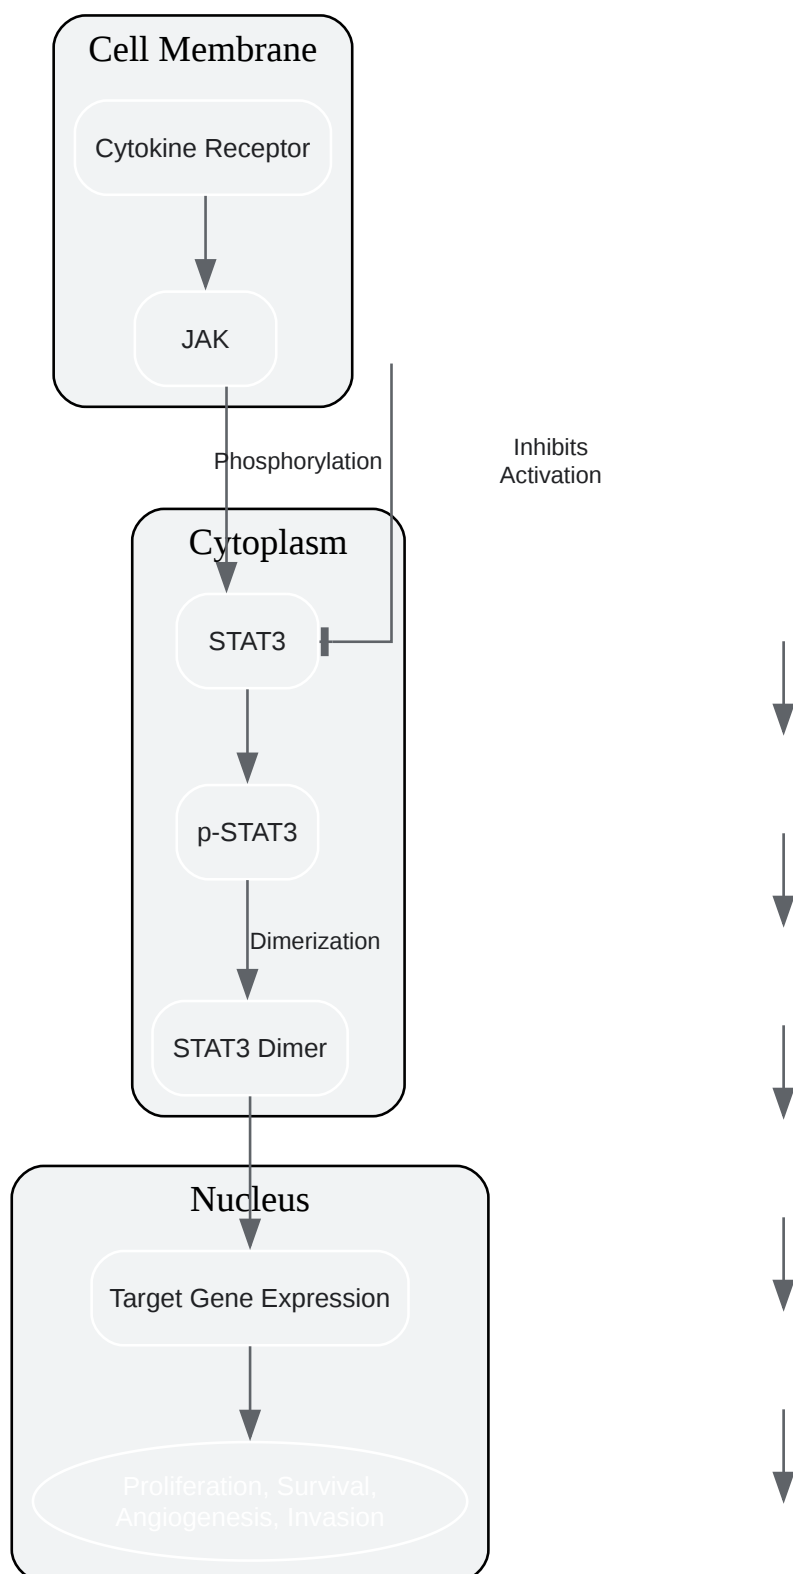 Cell Membrane
Cytokine Receptor
JAK
Phosphorylation
Inhibits
Activation
Cytoplasm
STAT3
p-STAT3
Dimerization
STAT3 Dimer
Nucleus
Target Gene Expression
Proliferation, Survival,
Angiogenesis, Invasion